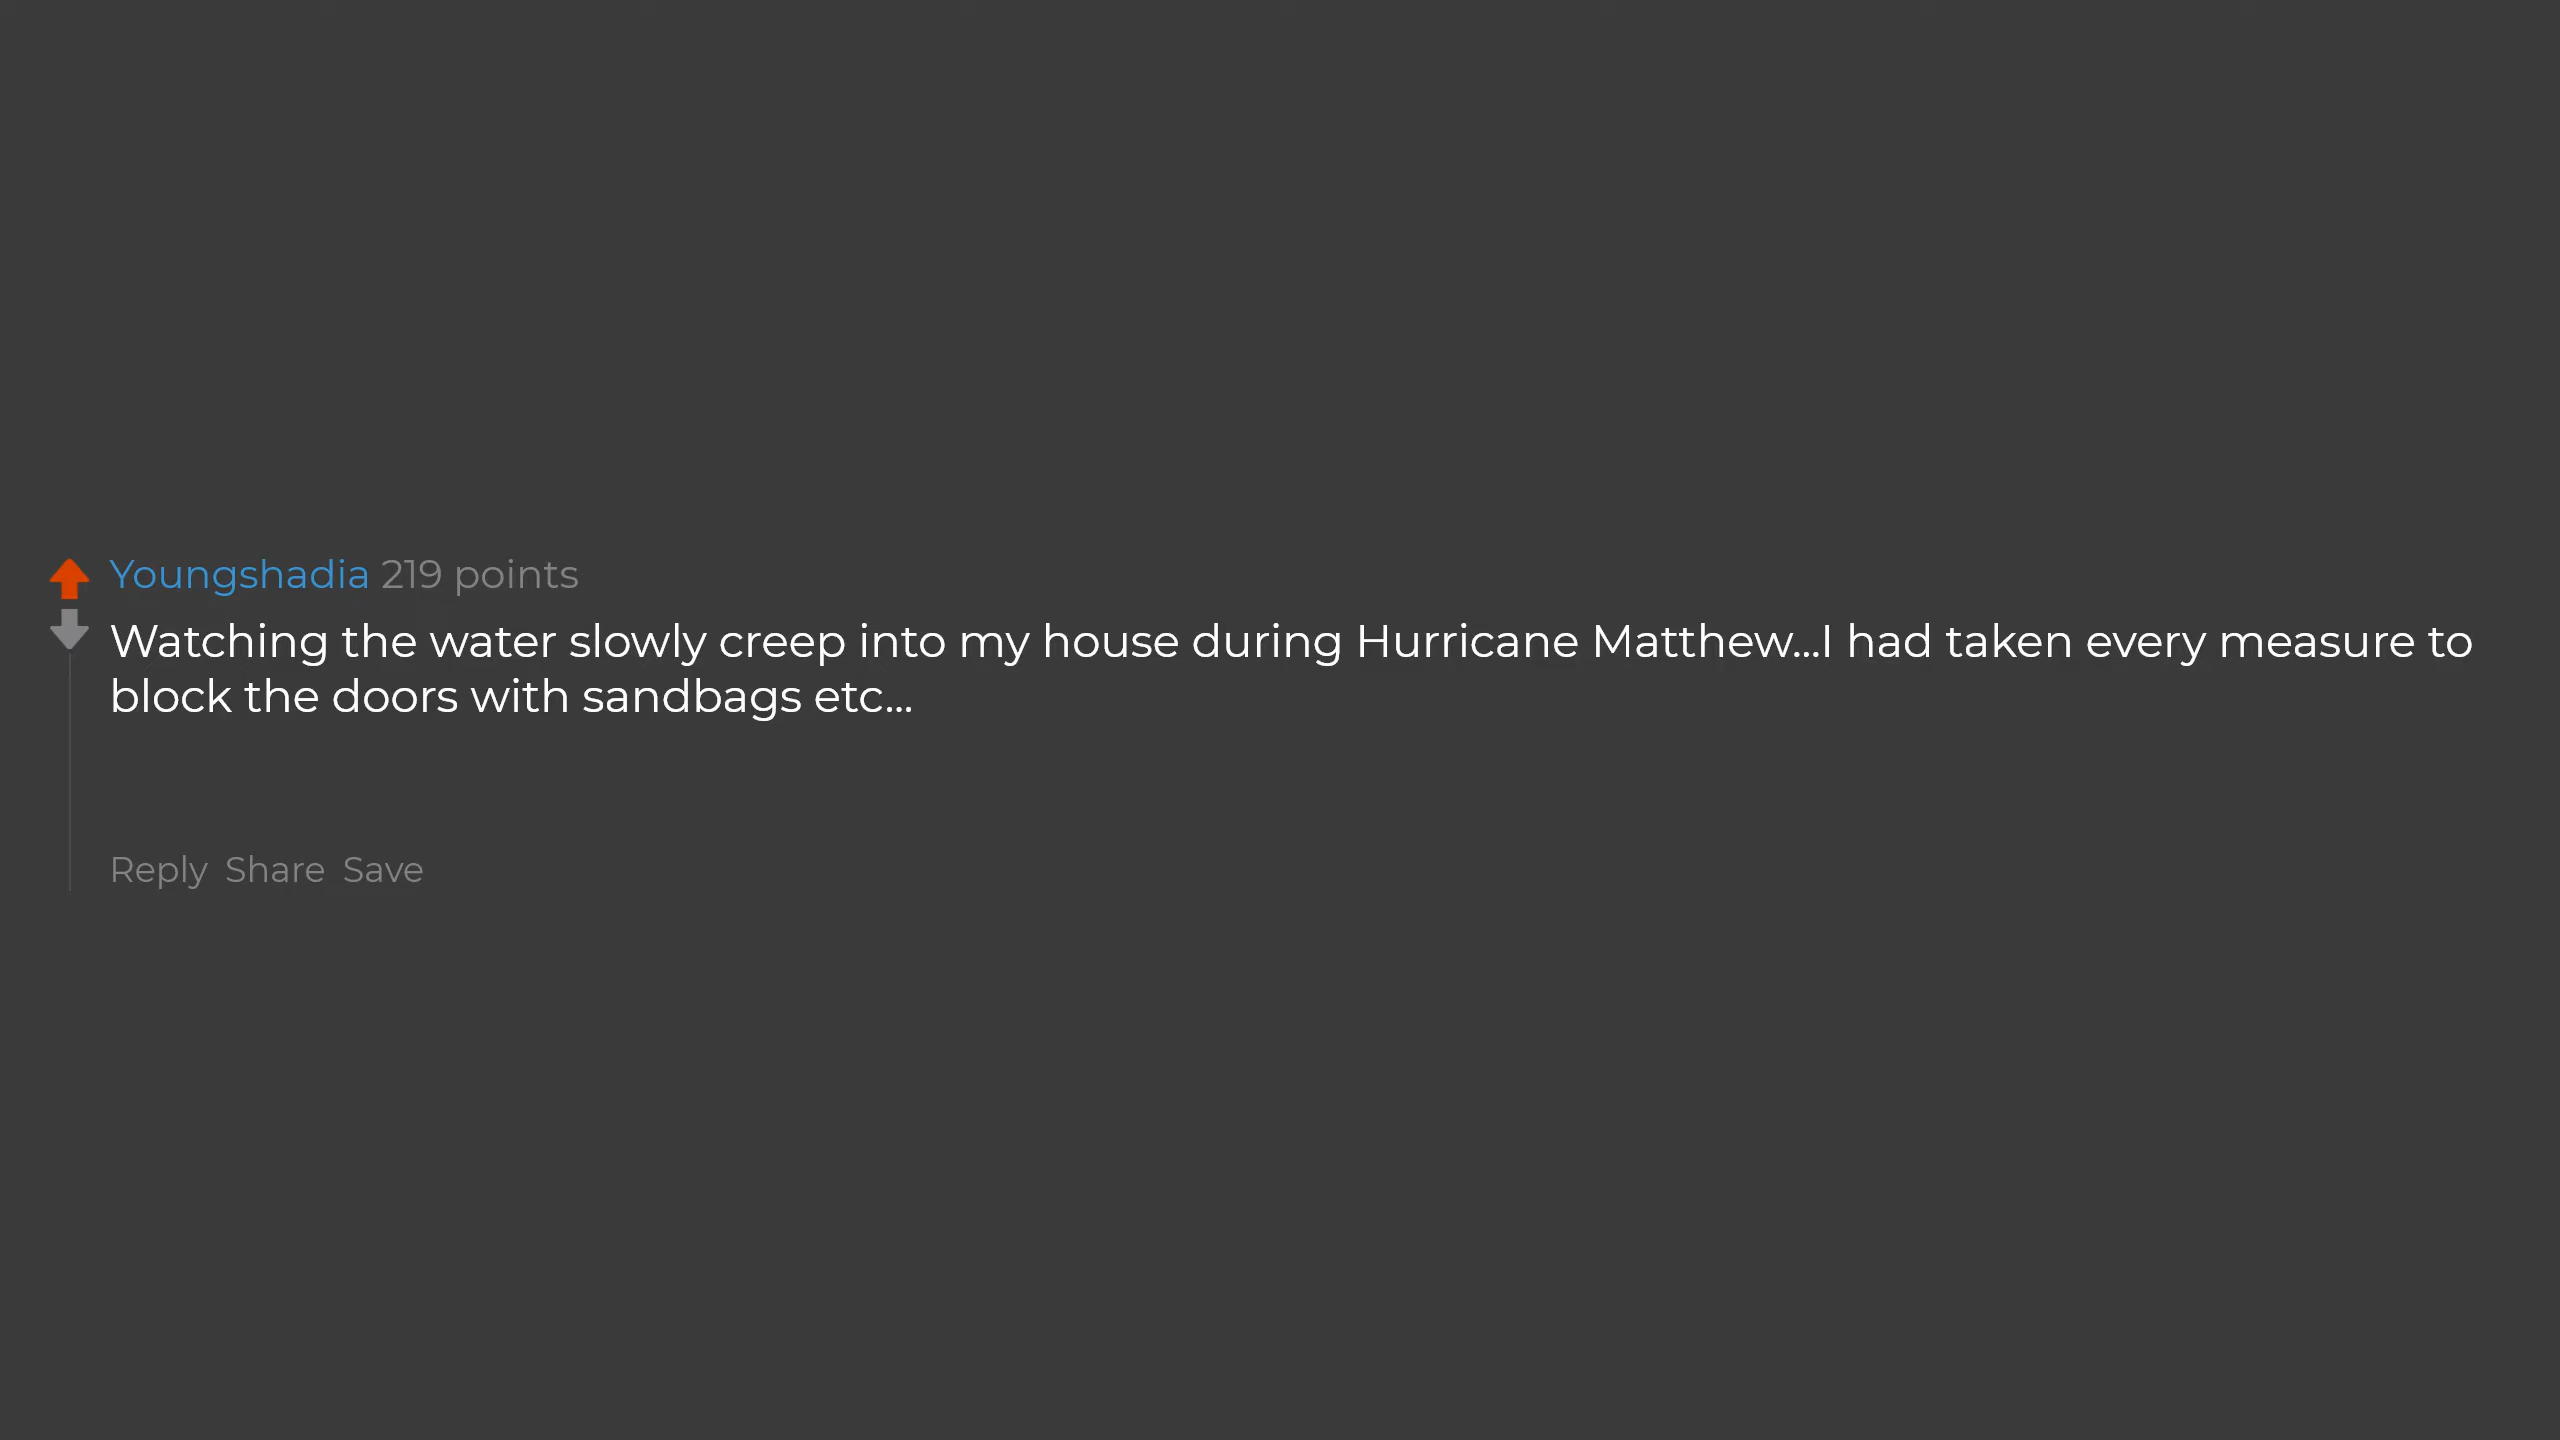 Youngshadia 219 points
Watching the water slowly creep into my house during Hurricane Matthew...I had taken every measure to
block the doors with sandbags etc...
Reply Share Save